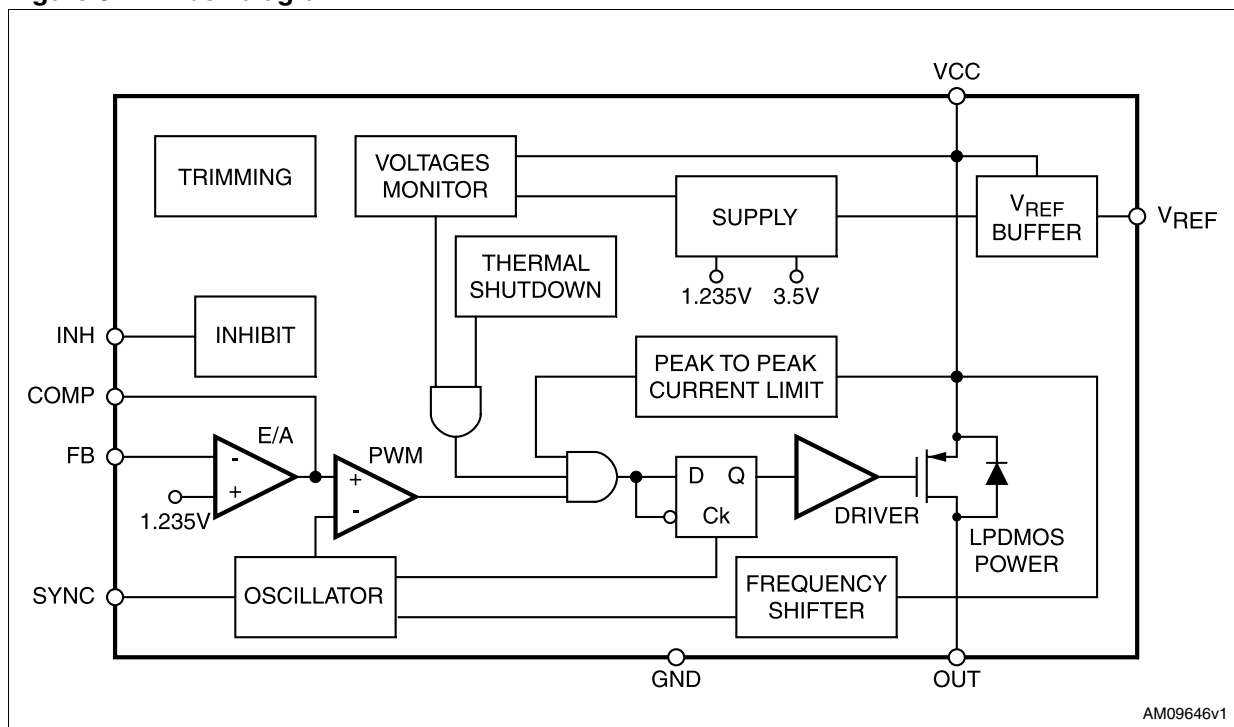 VCC
TRIMMING
VOLTAGES
MONITOR
SUPPLY
VREF
BUFFER
VREF
THERMAL
SHUTDOWN
1.235V
3.5V
INH
INHIBIT
PEAK TO PEAK
CURRENT LIMIT
COMP
E/A
FB
-
+
1.235V
PWM
+
-
D
Q
Ck
DRIVER
LPDMOS
POWER
SYNC
OSCILLATOR
FREQUENCY
SHIFTER
GND
OUT
AM09646v1